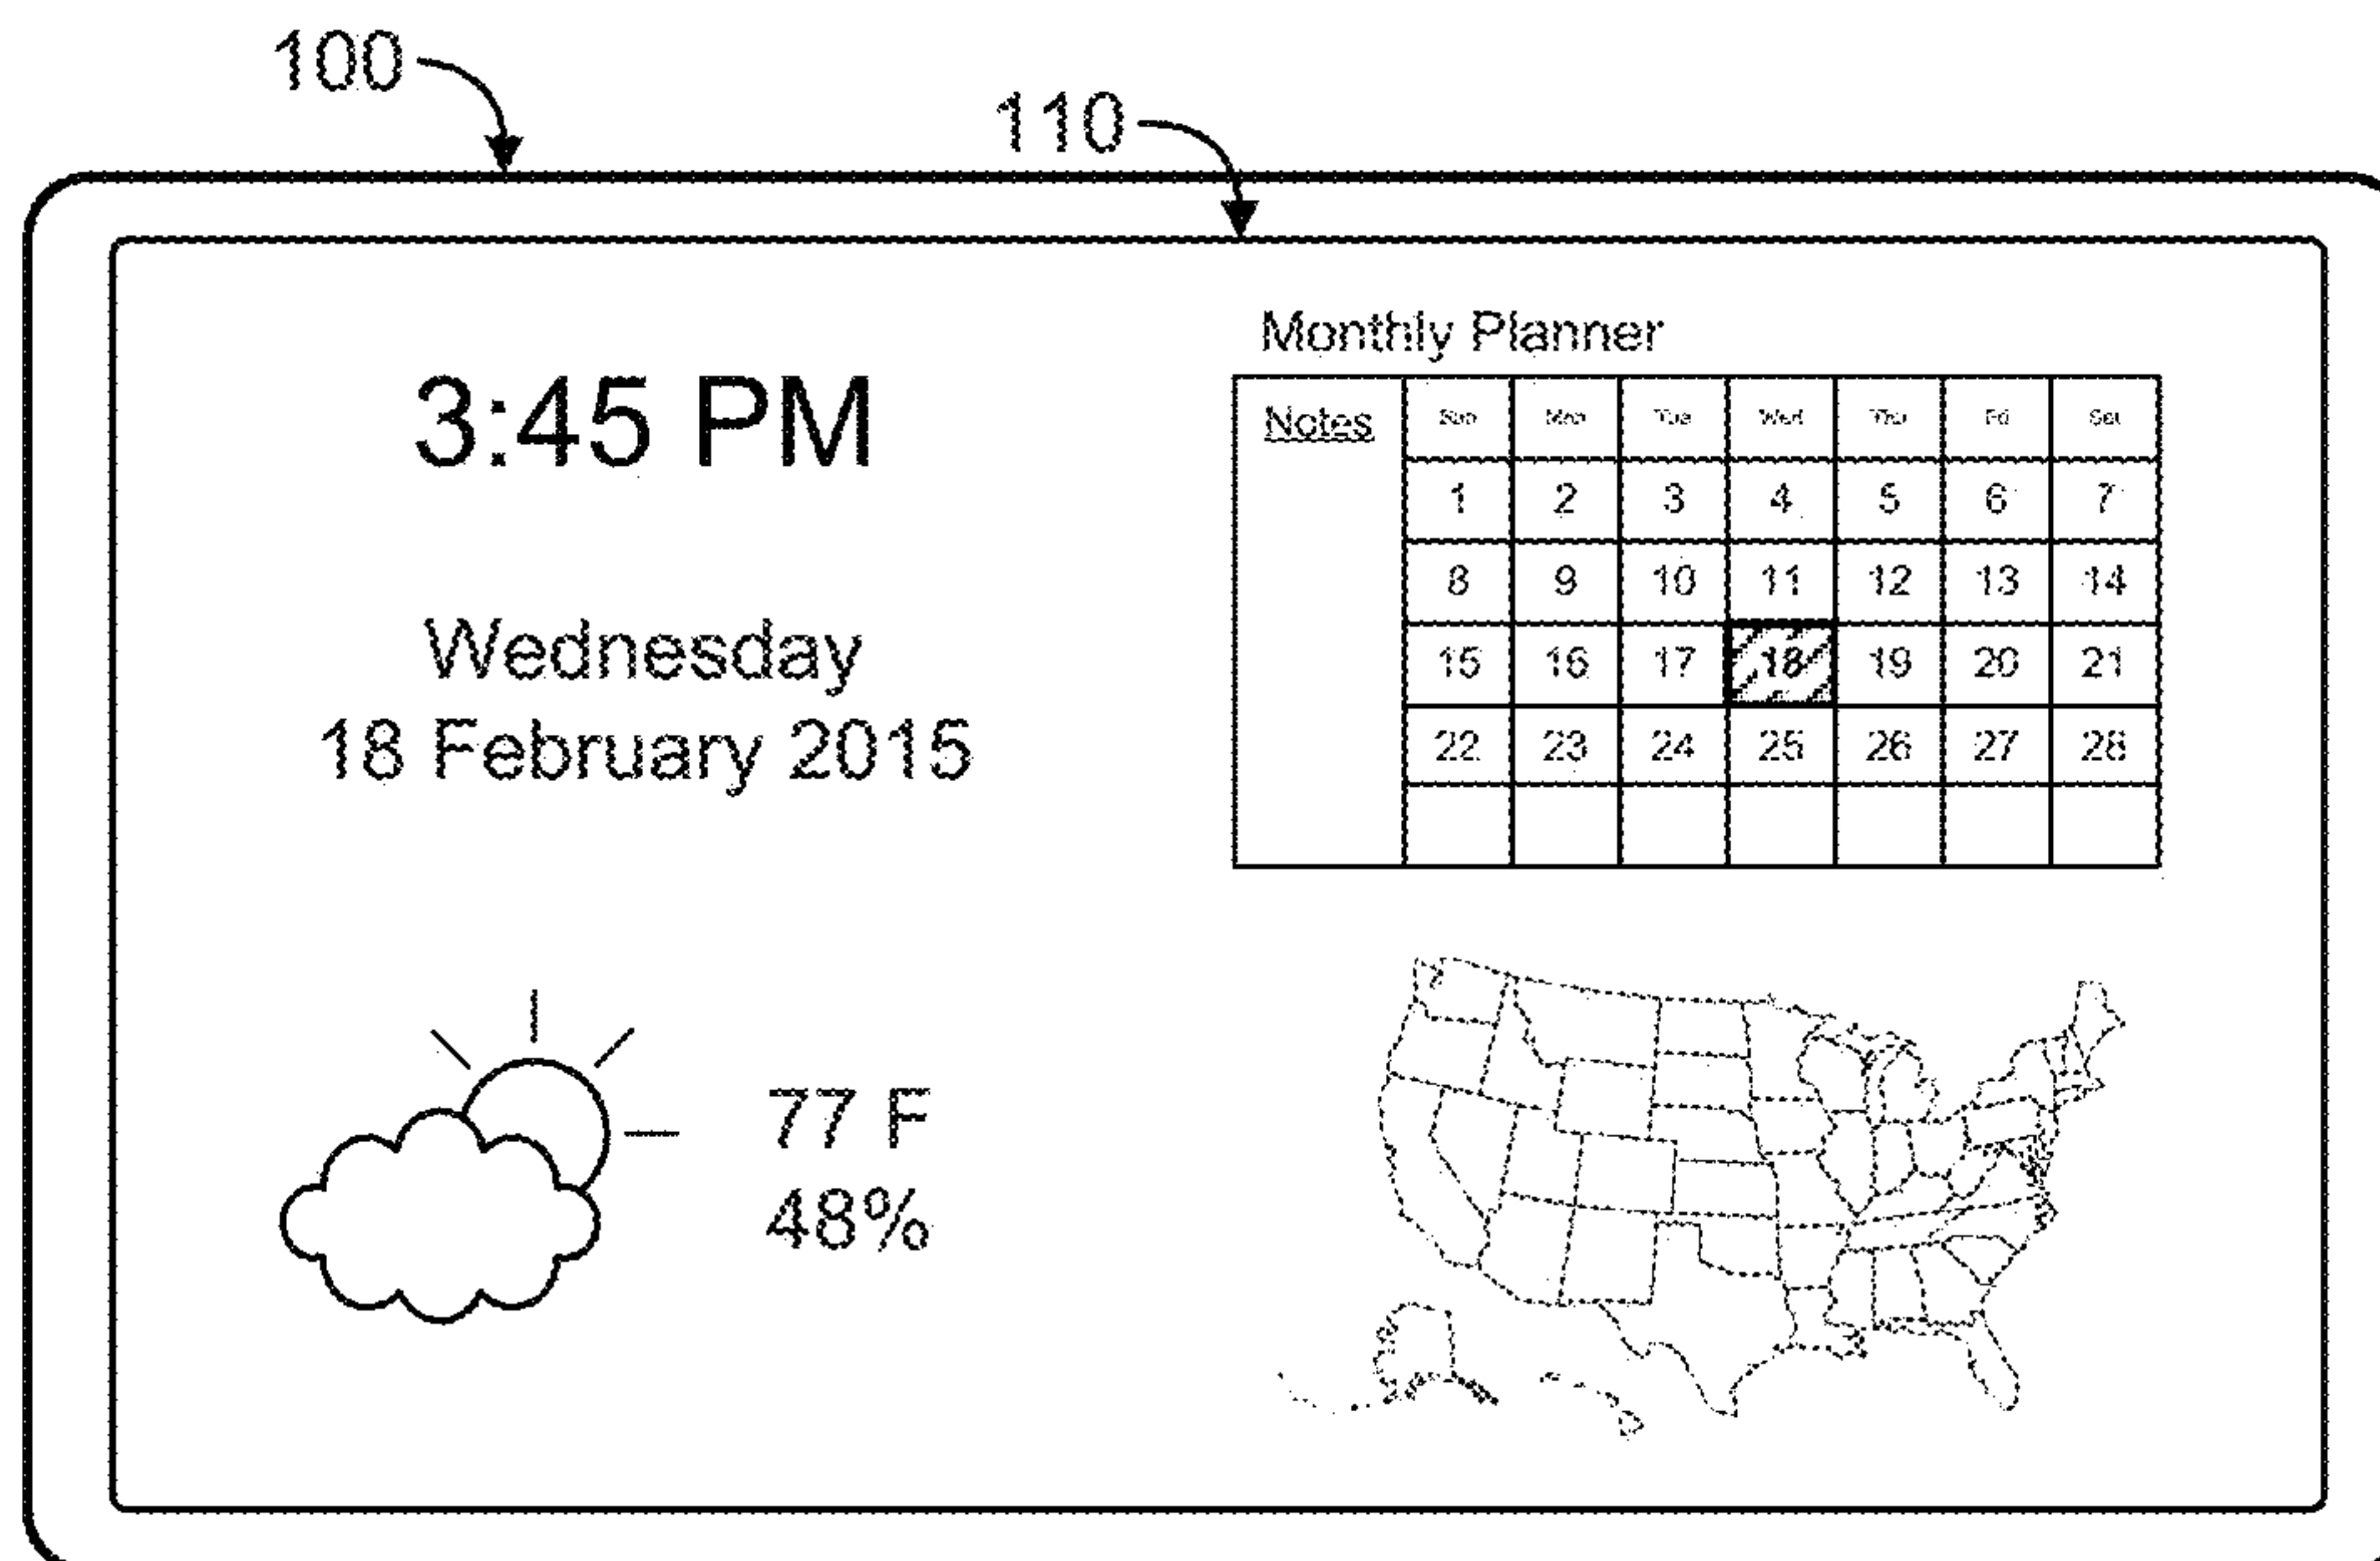 100
110
3:45 PM
Wednesday
18 February 2015
77 F
48%
Monthly Planner
Notes Sun Mon Tue Wed Thu Fri Sat
1 2 3 4 5 6 7
8 9 10 11 12 13 14
15 16 17 18 19 20 21
22 23 24 25 26 27 28